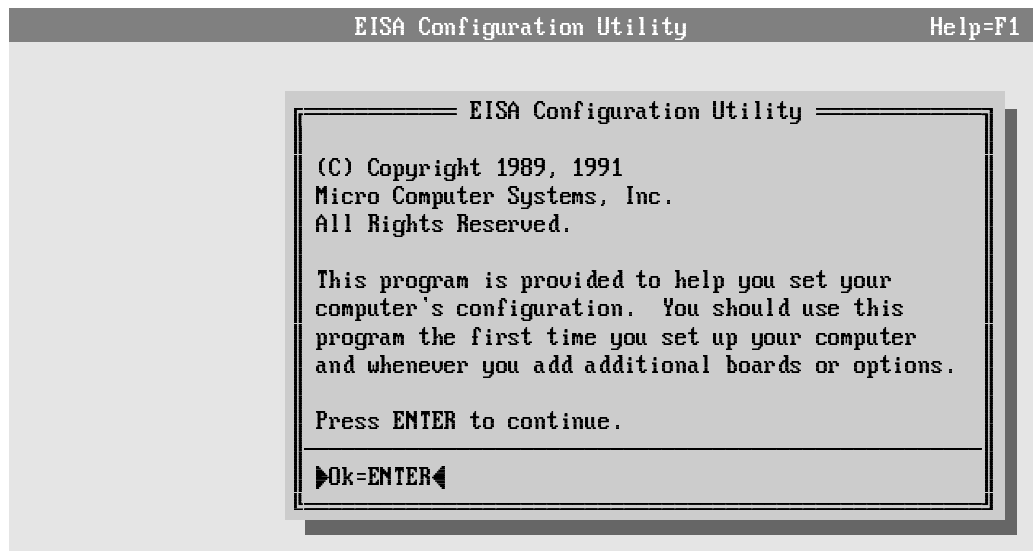 EISA Configuration Utility Help=F1
EISA Configuration Utility
(C) Copyright 1989, 1991
Micro Computer Systems, Inc.
All Rights Reserved.
This program is provided to help you set your
computer's configuration. You should use this
program the first time you set up your computer
and whenever you add additional boards or options.
Press ENTER to continue.
Ok=ENTER